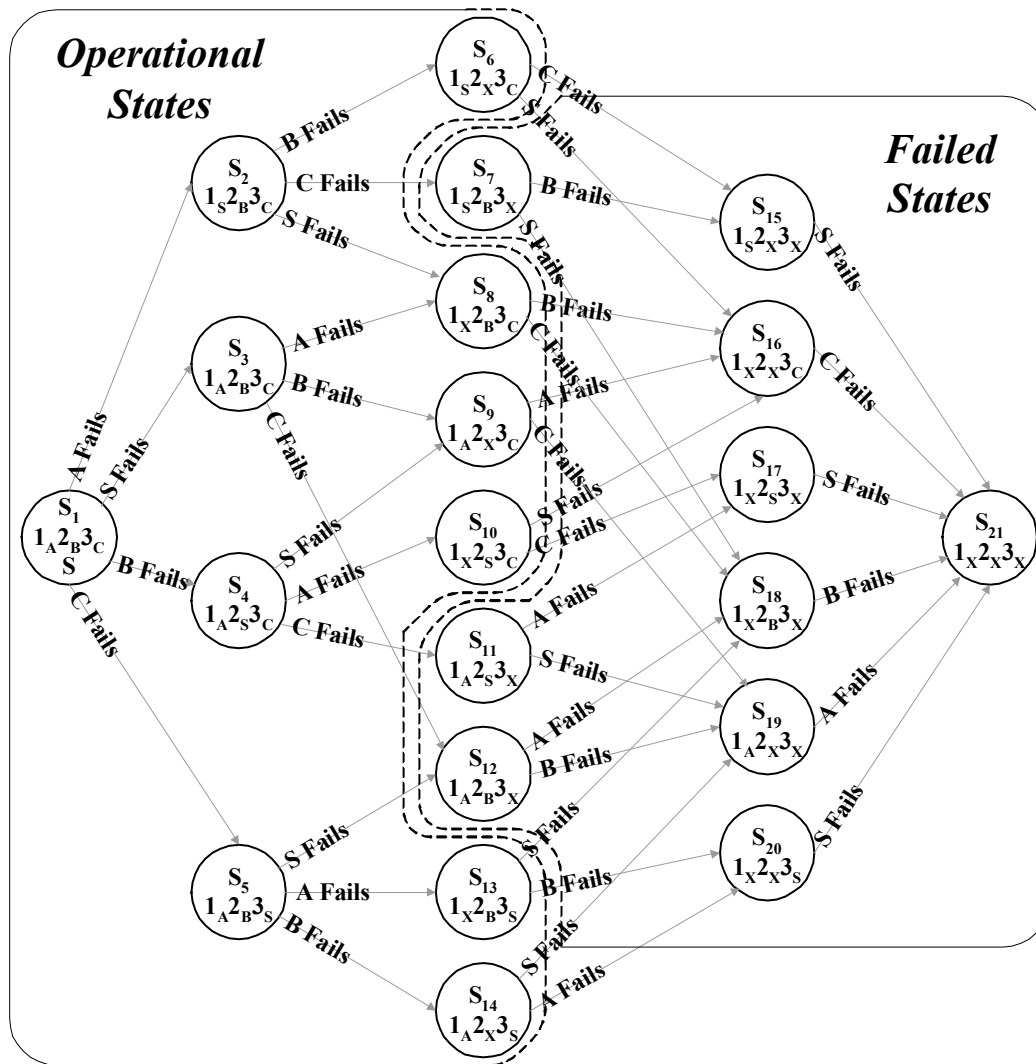 Operational
States
Failed
States
S1
1A2B3C
S
A Fails
S Fails
B Fails
C Fails
S2
1S2B3C
B Fails
C Fails
S Fails
S3
1A2B3C
A Fails
B Fails
C Fails
S4
1A2S3C
S Fails
A Fails
C Fails
S5
1A2B3S
S Fails
A Fails
B Fails
S6
1S2X3C
C Fails
S Fails
S7
1S2B3X
B Fails
S Fails
S8
1X2B3C
B Fails
C Fails
S9
1A2X3C
A Fails
C Fails
S10
1X2S3C
S Fails
C Fails
S11
1A2S3X
A Fails
S Fails
S12
1A2B3X
A Fails
B Fails
S13
1X2B3S
S Fails
B Fails
S14
1A2X3S
S Fails
A Fails
S15
1S2X3X
S Fails
S16
1X2X3C
C Fails
S17
1X2S3X
S Fails
S18
1X2B3X
B Fails
S19
1A2X3X
A Fails
S20
1X2X3S
S Fails
S21
1X2X3X